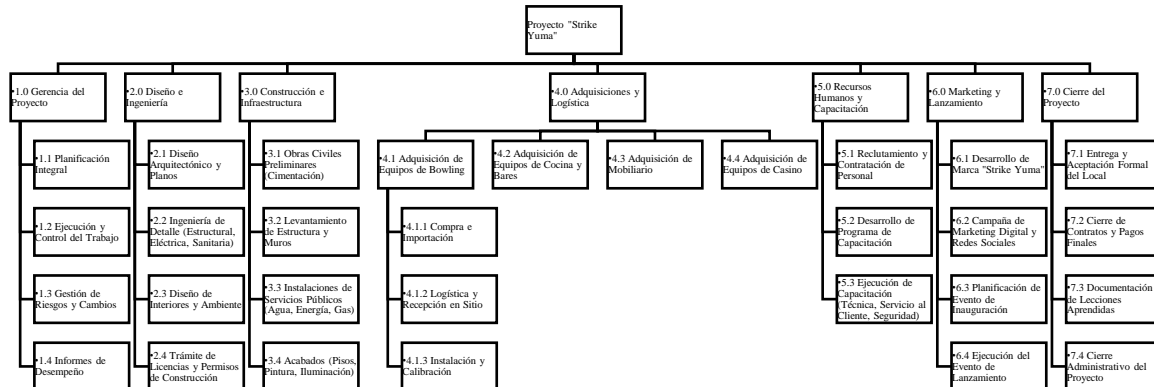 Proyecto "Strike
Yuma"
•1.0 Gerencia del
Proyecto
•1.1 Planificación
Integral
•1.2 Ejecución y
Control del Trabajo
•1.3 Gestión de
Riesgos y Cambios
•1.4 Informes de
Desempeño
•2.0 Diseño e
Ingeniería
•2.1 Diseño
Arquitectónico y
Planos
•2.2 Ingeniería de
Detalle (Estructural,
Eléctrica, Sanitaria)
•2.3 Diseño de
Interiores y Ambiente
•2.4 Trámite de
Licencias y Permisos
de Construcción
•3.0 Construcción e
Infraestructura
•3.1 Obras Civiles
Preliminares
(Cimentación)
•3.2 Levantamiento
de Estructura y
Muros
•3.3 Instalaciones de
Servicios Públicos
(Agua, Energía, Gas)
•3.4 Acabados (Pisos,
Pintura, Iluminación)
•4.0 Adquisiciones y
Logística
•4.1 Adquisición de
Equipos de Bowling
•4.1.1 Compra e
Importación
•4.1.2 Logística y
Recepción en Sitio
•4.1.3 Instalación y
Calibración
•4.2 Adquisición de
Equipos de Cocina y
Bares
•4.3 Adquisición de
Mobiliario
•4.4 Adquisición de
Equipos de Casino
•5.0 Recursos
Humanos y
Capacitación
•5.1 Reclutamiento y
Contratación de
Personal
•5.2 Desarrollo de
Programa de
Capacitación
•5.3 Ejecución de
Capacitación
(Técnica, Servicio al
Cliente, Seguridad)
•6.0 Marketing y
Lanzamiento
•6.1 Desarrollo de
Marca "Strike Yuma"
•6.2 Campaña de
Marketing Digital y
Redes Sociales
•6.3 Planificación de
Evento de
Inauguración
•6.4 Ejecución del
Evento de
Lanzamiento
•7.0 Cierre del
Proyecto
•7.1 Entrega y
Aceptación Formal
del Local
•7.2 Cierre de
Contratos y Pagos
Finales
•7.3 Documentación
de Lecciones
Aprendidas
•7.4 Cierre
Administrativo del
Proyecto